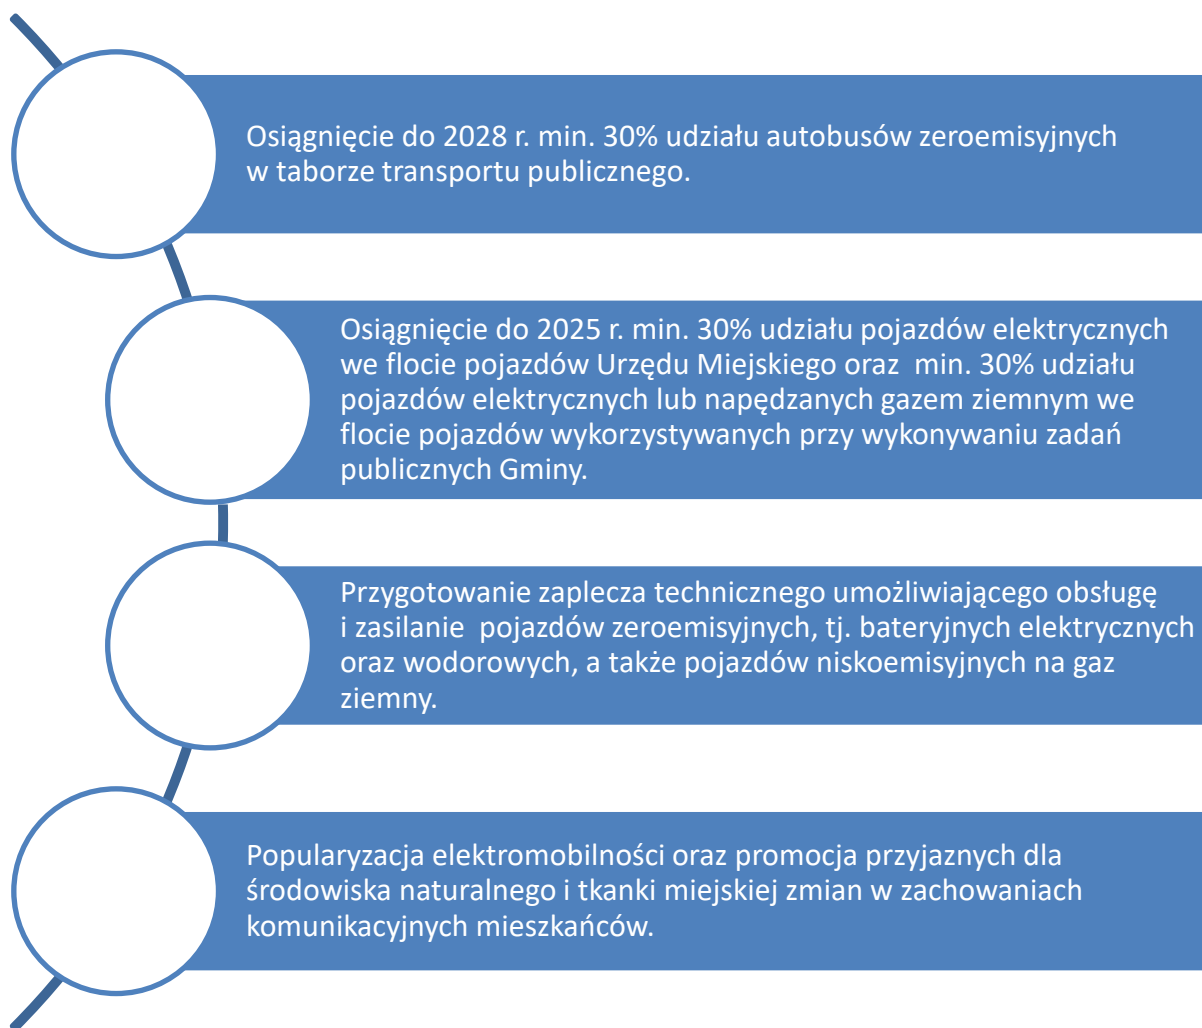 Osiągnięcie do 2028 r. min. 30% udziału autobusów zeroemisyjnych
w taborze transportu publicznego.
Osiągnięcie do 2025 r. min. 30% udziału pojazdów elektrycznych
we flocie pojazdów Urzędu Miejskiego oraz  min. 30% udziału
pojazdów elektrycznych lub napędzanych gazem ziemnym we
flocie pojazdów wykorzystywanych przy wykonywaniu zadań
publicznych Gminy.
Przygotowanie zaplecza technicznego umożliwiającego obsługę
i zasilanie  pojazdów zeroemisyjnych, tj. bateryjnych elektrycznych
oraz wodorowych, a także pojazdów niskoemisyjnych na gaz
ziemny.
Popularyzacja elektromobilności oraz promocja przyjaznych dla
środowiska naturalnego i tkanki miejskiej zmian w zachowaniach
komunikacyjnych mieszkańców.